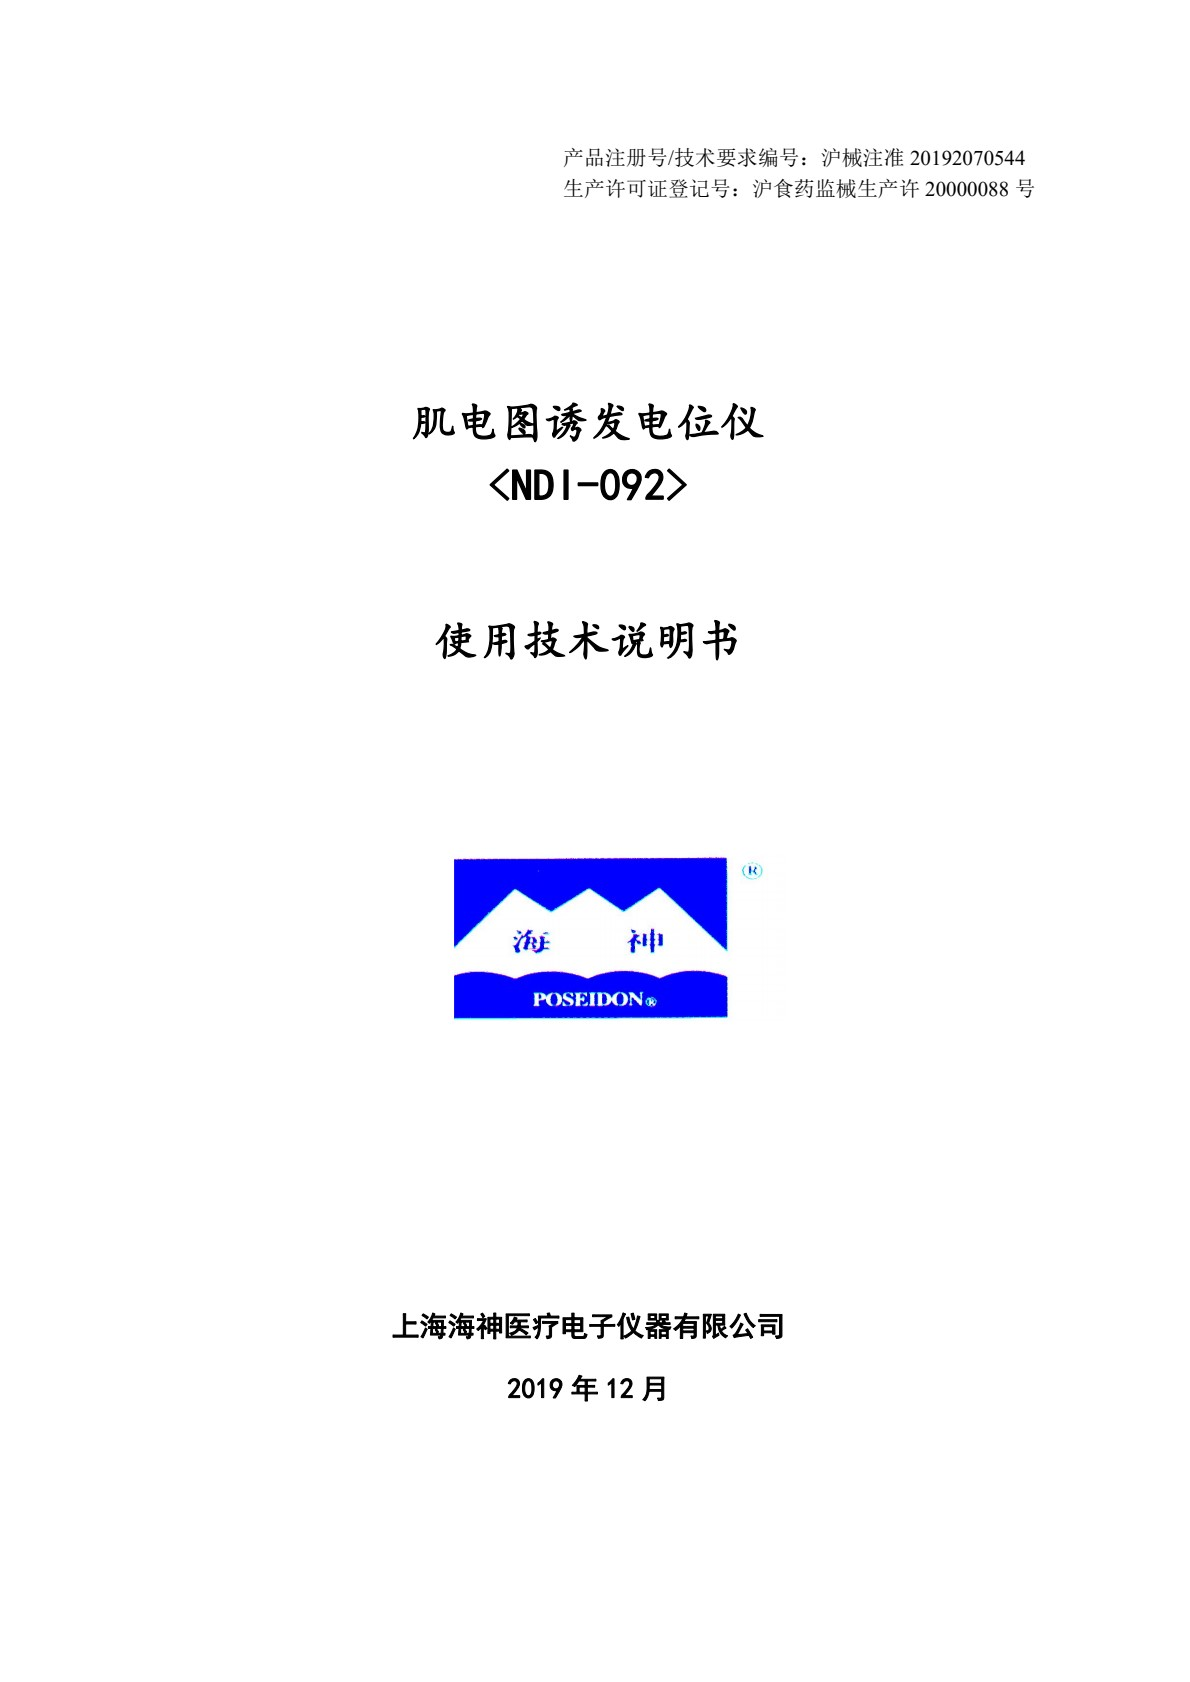 产品注册号/技术要求编号：沪械注准 20192070544
生产许可证登记号：沪食药监械生产许 20000088 号
肌电图诱发电位仪
<NDI-092>
使用技术说明书
®
海 神
POSEIDON®
上海海神医疗电子仪器有限公司
2019 年 12 月